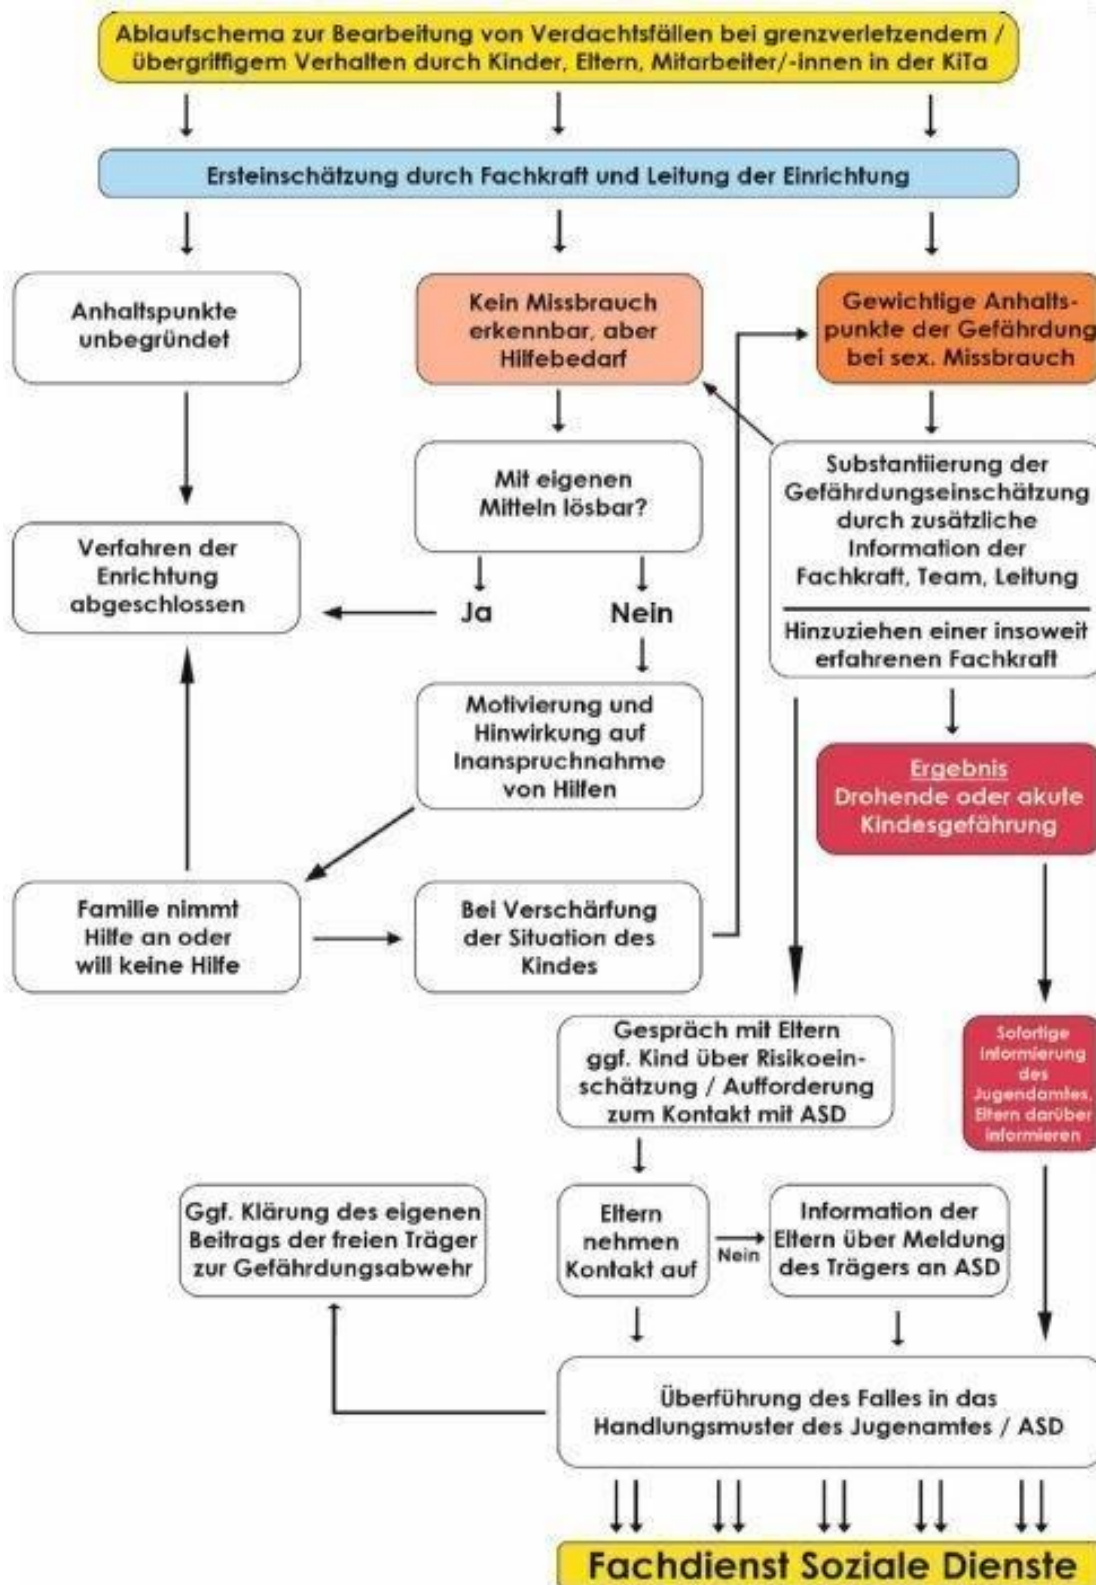 Ablaufschema zur Bearbeitung von Verdachtsfällen bei grenzverletzendem /
übergriffigem Verhalten durch Kinder, Eltern, Mitarbeiter/-innen in der KiTa
Ersteinschätzung durch Fachkraft und Leitung der Einrichtung
Anhaltspunkte
unbegründet
Kein Missbrauch
erkennbar, aber
Hilfebedarf
Gewichtige Anhalts-
punkte der Gefährdung
bei sex. Missbrauch
Mit eigenen
Mitteln lösbar?
Substantiierung der
Gefährdungseinschätzung
durch zusätzliche
Information der
Fachkraft, Team, Leitung
Hinzuziehen einer insoweit
erfahrenen Fachkraft
Verfahren der
Enrichtung
abgeschlossen
Ja
Nein
Motivierung und
Hinwirkung auf
Inanspruchnahme
von Hilfen
Ergebnis
Drohende oder akute
Kindesgefährung
Familie nimmt
Hilfe an oder
will keine Hilfe
Bei Verschärfung
der Situation des
Kindes
Gespräch mit Eltern
ggf. Kind über Risikoein-
schätzung / Aufforderung
zum Kontakt mit ASD
Sofortige
Informierung
des
Jugendamtes,
Eltern darüber
informieren
Ggf. Klärung des eigenen
Beitrags der freien Träger
zur Gefährdungsabwehr
Eltern
nehmen
Kontakt auf
Nein
Information der
Eltern über Meldung
des Trägers an ASD
Überführung des Falles in das
Handlungsmuster des Jugenamtes / ASD
Fachdienst Soziale Dienste